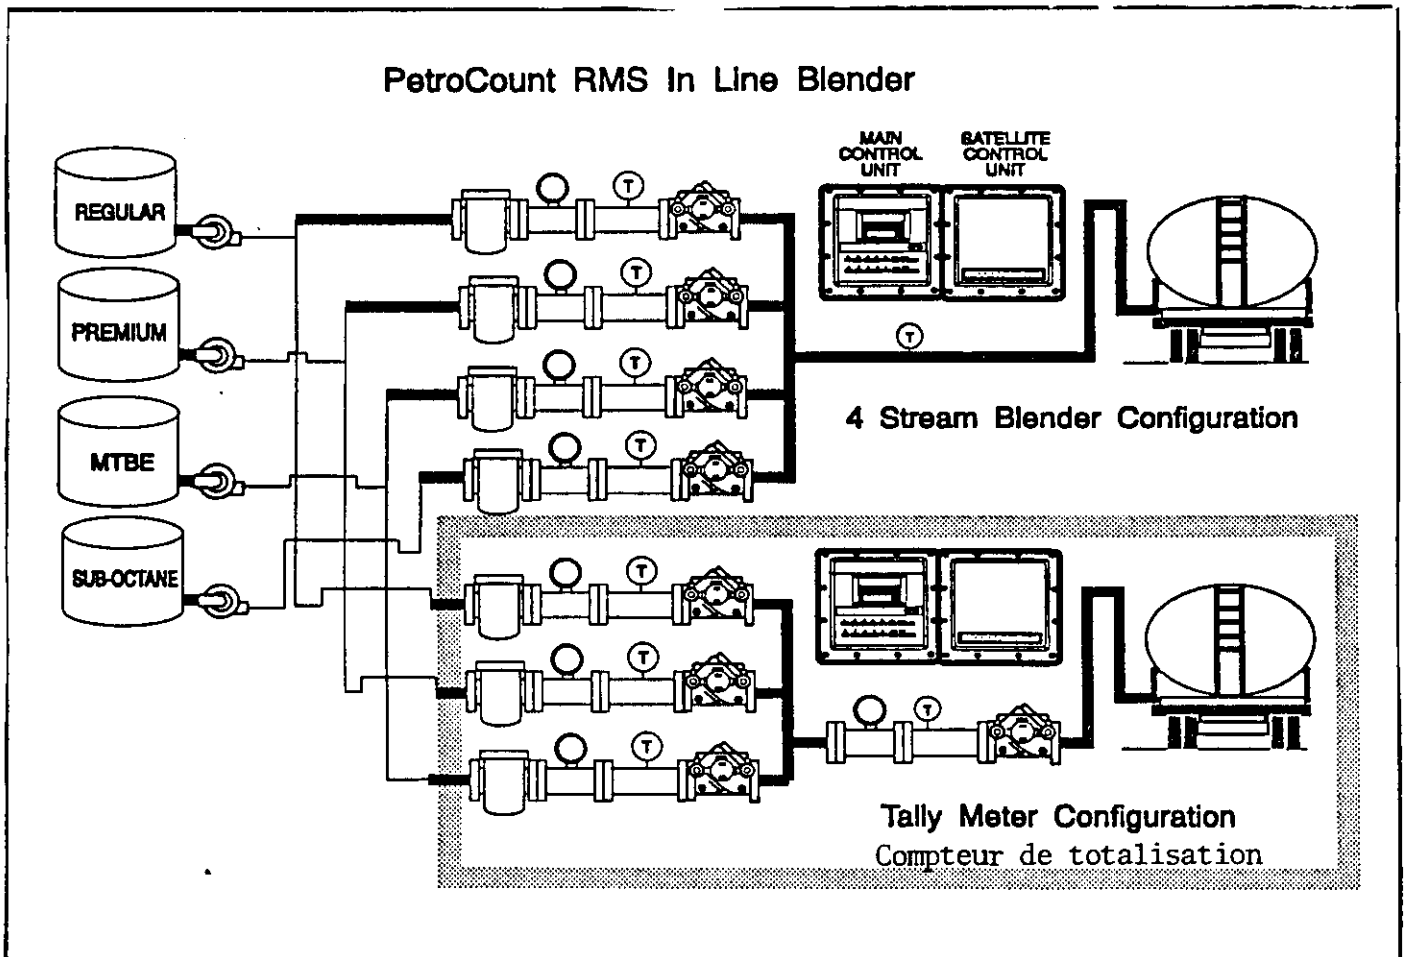 PetroCount RMS In Line Blender
MAIN
CONTROL
UNIT
SATELLITE
CONTROL
UNIT
REGULAR
T
PREMIUM
T
T
T
MTBE
T
4 Stream Blender Configuration
SUB-OCTANE
T
T
T
T
Tally Meter Configuration
Compteur de totalisation